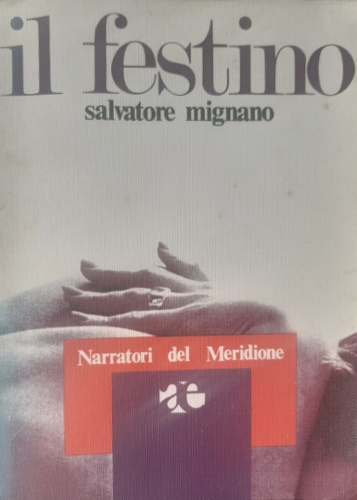 il festino
salvatore mignano
Narratori del Meridione